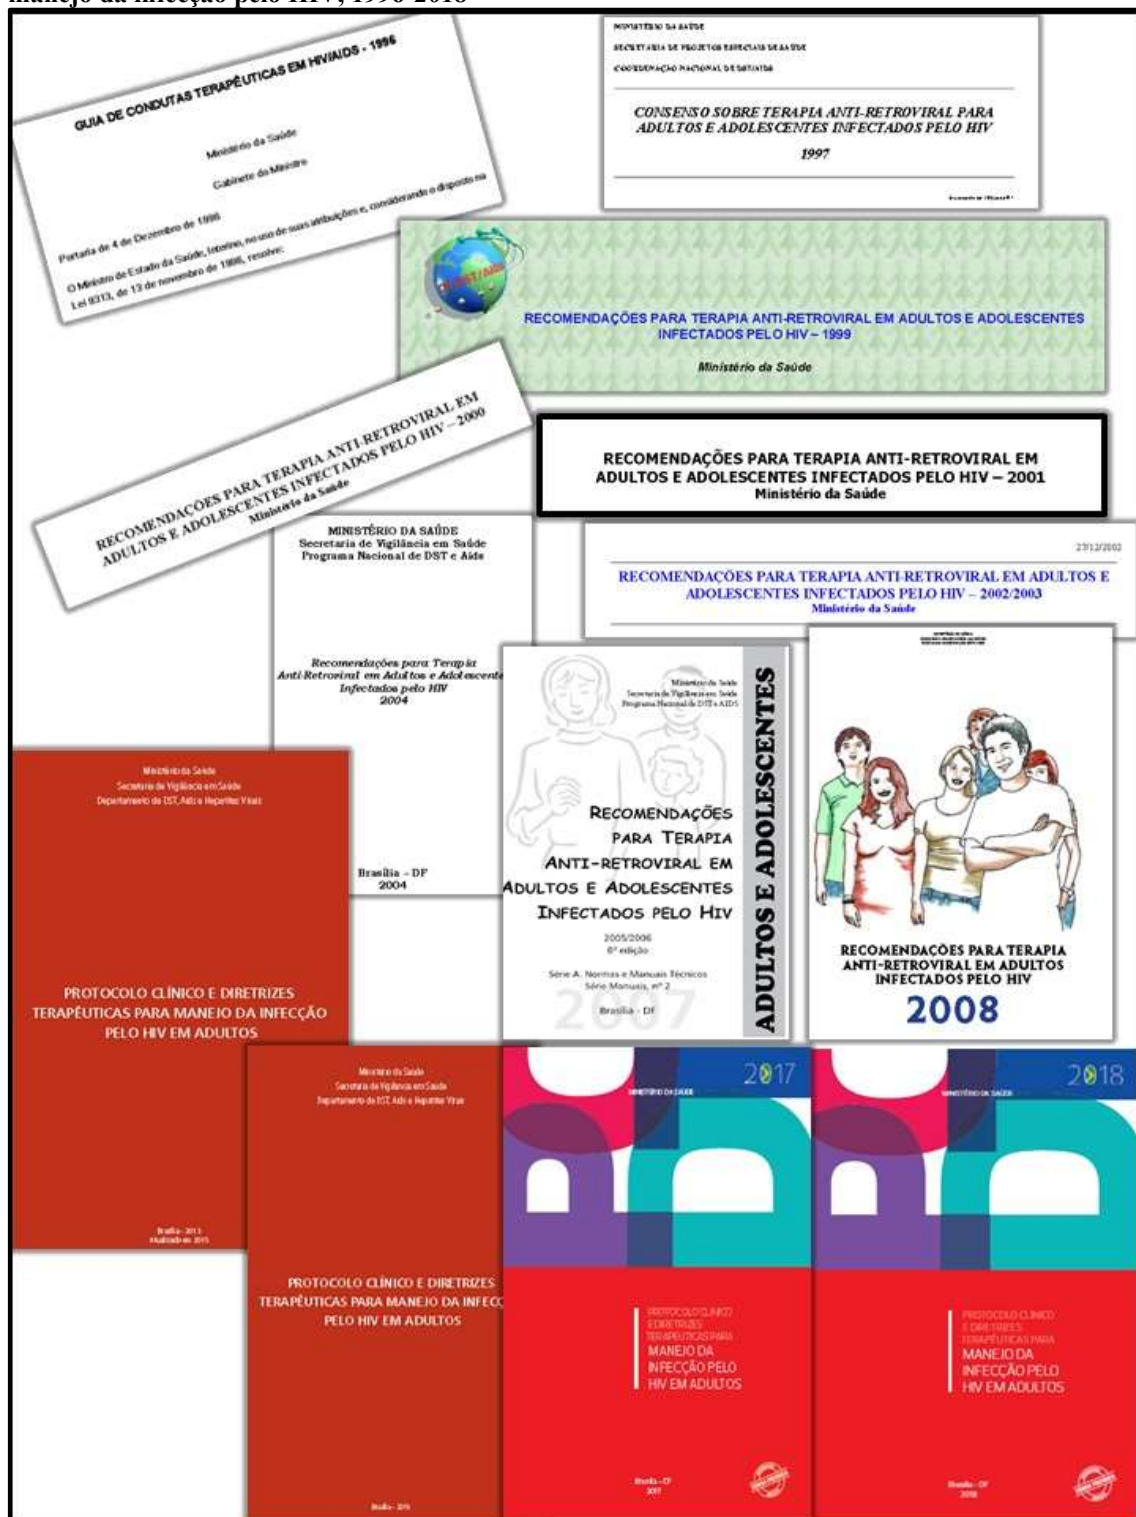 manejo da infecção pelo HIV, 1996-2018
GUIA DE CONDUTAS TERAPÊUTICAS EM HIV/AIDS - 1996
Ministério da Saúde
Gabinete do Ministro
Portaria de 4 de Dezembro de 1996
O Ministro de Estado da Saúde, Interino, no uso de suas atribuições e, considerando o disposto na
Lei 9313, de 13 de novembro de 1996, resolve:
MINISTÉRIO DA SAÚDE
SECRETARIA DE PROJETOS ESPECIAIS DE SAÚDE
COORDENAÇÃO NACIONAL DE DST/AIDS
CONSENSO SOBRE TERAPIA ANTI-RETROVIRAL PARA
ADULTOS E ADOLESCENTES INFECTADOS PELO HIV
1997
RECOMENDAÇÕES PARA TERAPIA ANTI-RETROVIRAL EM ADULTOS E ADOLESCENTES
INFECTADOS PELO HIV – 1999
Ministério da Saúde
RECOMENDAÇÕES PARA TERAPIA ANTI-RETROVIRAL EM
ADULTOS E ADOLESCENTES INFECTADOS PELO HIV – 2000
Ministério da Saúde
RECOMENDAÇÕES PARA TERAPIA ANTI-RETROVIRAL EM
ADULTOS E ADOLESCENTES INFECTADOS PELO HIV – 2001
Ministério da Saúde
MINISTÉRIO DA SAÚDE
Secretaria de Vigilância em Saúde
Programa Nacional de DST e Aids
Recomendações para Terapia
Anti-Retroviral em Adultos e Adolescente
Infectados pelo HIV
2004
Brasília – DF
2004
27/12/2002
RECOMENDAÇÕES PARA TERAPIA ANTI-RETROVIRAL EM ADULTOS E
ADOLESCENTES INFECTADOS PELO HIV – 2002/2003
Ministério da Saúde
Ministério da Saúde
Secretaria de Vigilância em Saúde
Programa Nacional de DST e AIDS
RECOMENDAÇÕES
PARA TERAPIA
ANTI-RETROVIRAL EM
ADULTOS E ADOLESCENTES
INFECTADOS PELO HIV
2005/2006
6ª edição
Série A. Normas e Manuais Técnicos
Série Manuais, nº 2
Brasília - DF
2007
ADULTOS E ADOLESCENTES
RECOMENDAÇÕES PARA TERAPIA
ANTI-RETROVIRAL EM ADULTOS
INFECTADOS PELO HIV
2008
Ministério da Saúde
Secretaria de Vigilância em Saúde
Departamento de DST, Aids e Hepatites Virais
PROTOCOLO CLÍNICO E DIRETRIZES
TERAPÊUTICAS PARA MANEJO DA INFECÇÃO
PELO HIV EM ADULTOS
Brasília - 2013
Atualizado em 2015
Ministério da Saúde
Secretaria de Vigilância em Saúde
Departamento de DST, Aids e Hepatites Virais
PROTOCOLO CLÍNICO E DIRETRIZES
TERAPÊUTICAS PARA MANEJO DA INFECÇ
PELO HIV EM ADULTOS
2017
MINISTÉRIO DA SAÚDE
PROTOCOLO CLÍNICO
E DIRETRIZES
TERAPÊUTICAS PARA
MANEJO DA
INFECÇÃO PELO
HIV EM ADULTOS
Brasília - DF
2017
2018
MINISTÉRIO DA SAÚDE
PROTOCOLO CLÍNICO
E DIRETRIZES
TERAPÊUTICAS PARA
MANEJO DA
INFECÇÃO PELO
HIV EM ADULTOS
Brasília - DF
2018